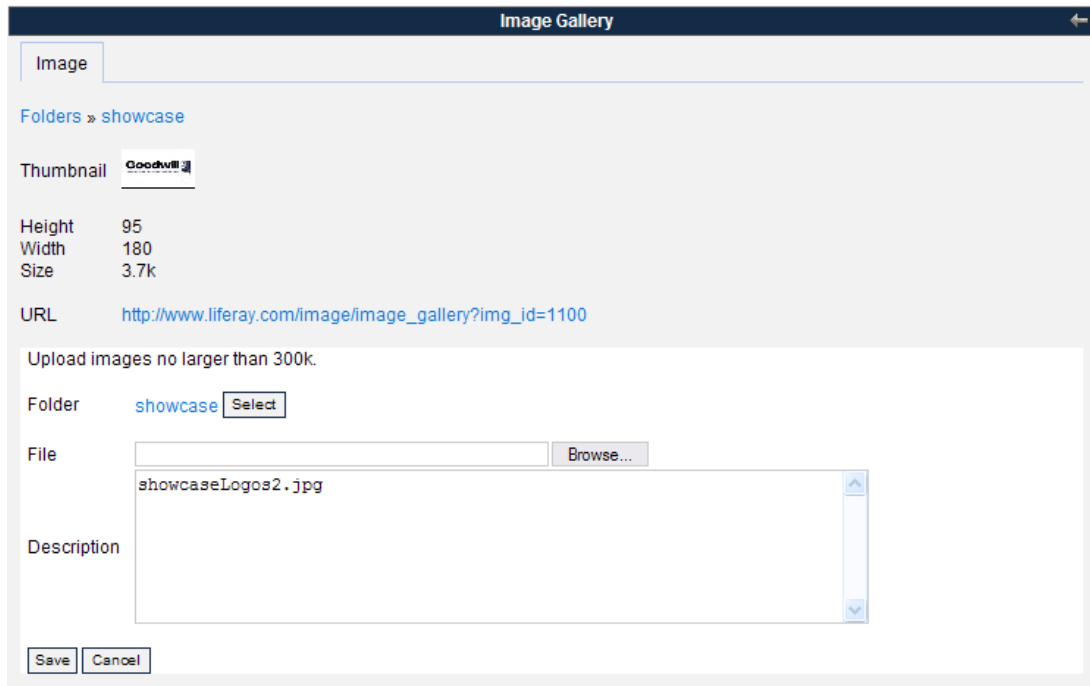 Image Gallery
Image
Folders » showcase
Thumbnail Goodwill
Height 95
Width 180
Size 3.7k
URL http://www.liferay.com/image/image_gallery?img_id=1100
Upload images no larger than 300k.
Folder showcase Select
File Browse...
showcaseLogos2.jpg
Description
Save Cancel